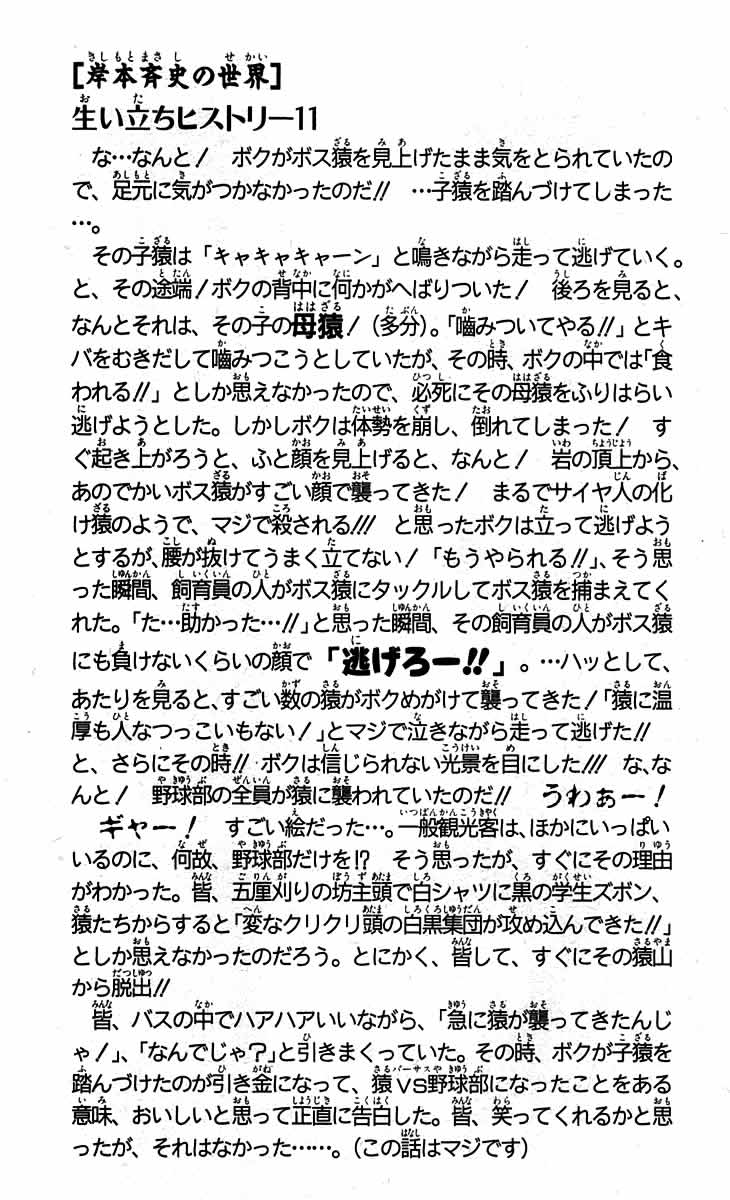 [岸本斉史の世界]
生い立ちヒストリー11
な…なんと！　ボクがボス猿を見上げたまま気をとられていたの
で、足元に気がつかなかったのだ!!　…子猿を踏んづけてしまった
…。
その子猿は「キャキャキャーン」と鳴きながら走って逃げていく。
と、その途端！ボクの背中に何かがへばりついた！　後ろを見ると、
なんとそれは、その子の母猿！（多分）。「嚙みついてやる!!」とキ
バをむきだして嚙みつこうとしていたが、その時、ボクの中では「食
われる!!」としか思えなかったので、必死にその母猿をふりはらい
逃げようとした。しかしボクは体勢を崩し、倒れてしまった！　す
ぐ起き上がろうと、ふと顔を見上げると、なんと！　岩の頂上から、
あのでかいボス猿がすごい顔で襲ってきた！　まるでサイヤ人の化
け猿のようで、マジで殺される!!!　と思ったボクは立って逃げよう
とするが、腰が抜けてうまく立てない！「もうやられる!!」、そう思
った瞬間、飼育員の人がボス猿にタックルしてボス猿を捕まえてく
れた。「た…助かった…!!」と思った瞬間、その飼育員の人がボス猿
にも負けないくらいの顔で「逃げろー!!」。…ハッとして、
あたりを見ると、すごい数の猿がボクめがけて襲ってきた！「猿に温
厚も人なつっこいもない！」とマジで泣きながら走って逃げた!!
と、さらにその時!!　ボクは信じられない光景を目にした!!!　な、な
んと！　野球部の全員が猿に襲われていたのだ!!　うわぁー！
ギャー！　すごい絵だった…。一般観光客は、ほかにいっぱい
いるのに、何故、野球部だけを!?　そう思ったが、すぐにその理由
がわかった。皆、五厘刈りの坊主頭で白シャツに黒の学生ズボン、
猿たちからすると「変なクリクリ頭の白黒集団が攻め込んできた!!」
としか思えなかったのだろう。とにかく、皆して、すぐにその猿山
から脱出!!
皆、バスの中でハアハアいいながら、「急に猿が襲ってきたんじ
ゃ！」、「なんでじゃ？」と引きまくっていた。その時、ボクが子猿を
踏んづけたのが引き金になって、猿VS野球部になったことをある
意味、おいしいと思って正直に告白した。皆、笑ってくれるかと思
ったが、それはなかった……。（この話はマジです）